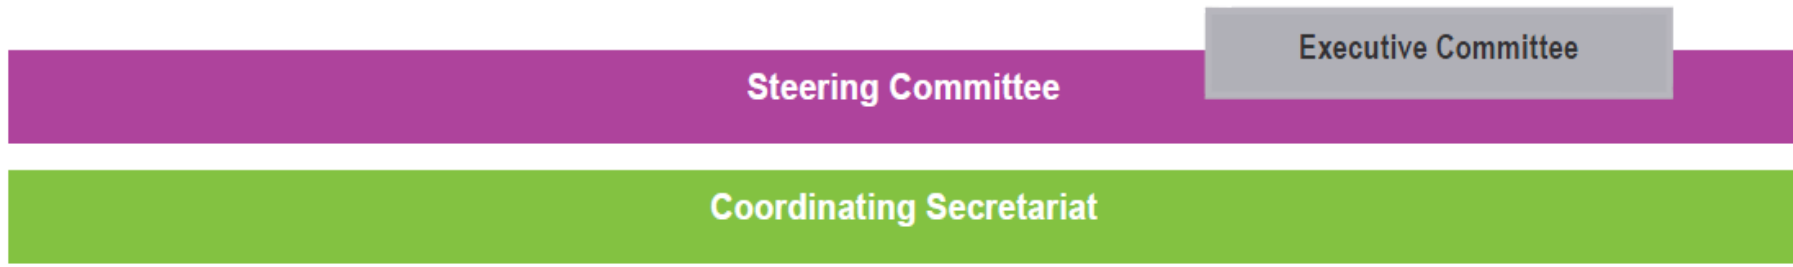 Executive Committee
Steering Committee
Coordinating Secretariat